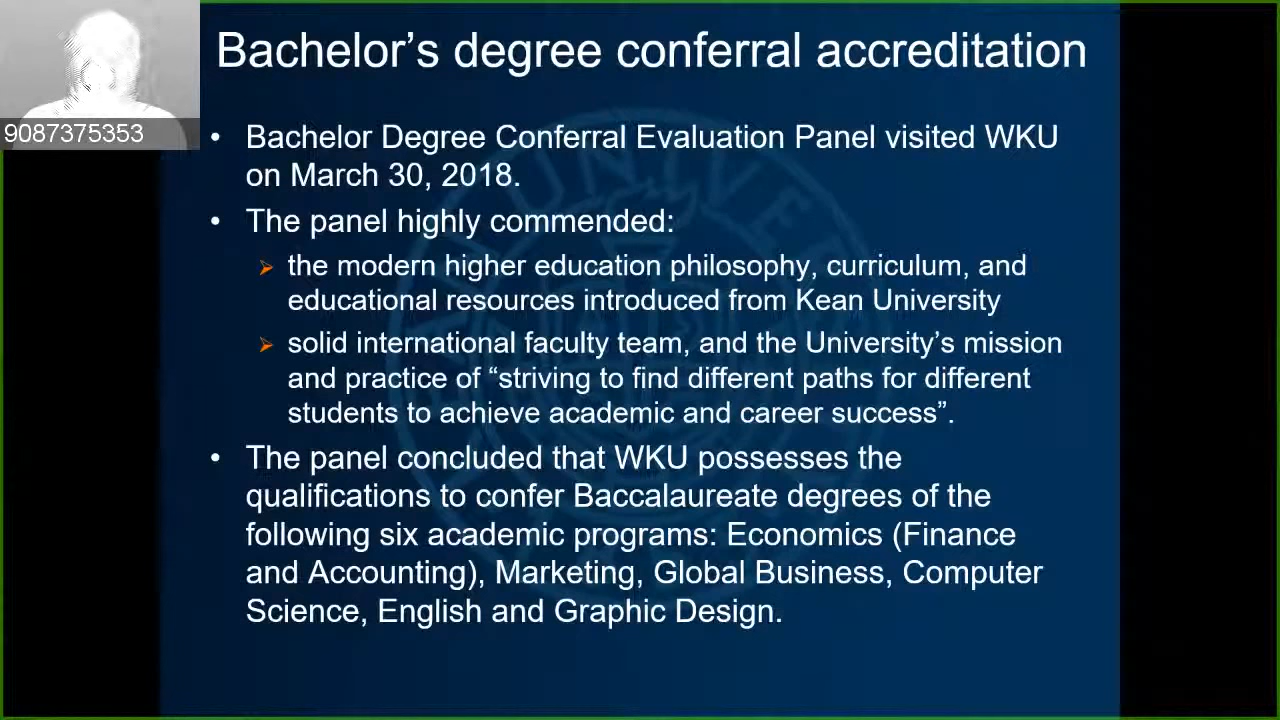 Bachelor's degree conferral accreditation
9087375353
• Bachelor Degree Conferral Evaluation Panel visited WKU
on March 30, 2018.
• The panel highly commended:
➢ the modern higher education philosophy, curriculum, and
educational resources introduced from Kean University
➢ solid international faculty team, and the University's mission
and practice of “striving to find different paths for different
students to achieve academic and career success”.
• The panel concluded that WKU possesses the
qualifications to confer Baccalaureate degrees of the
following six academic programs: Economics (Finance
and Accounting), Marketing, Global Business, Computer
Science, English and Graphic Design.